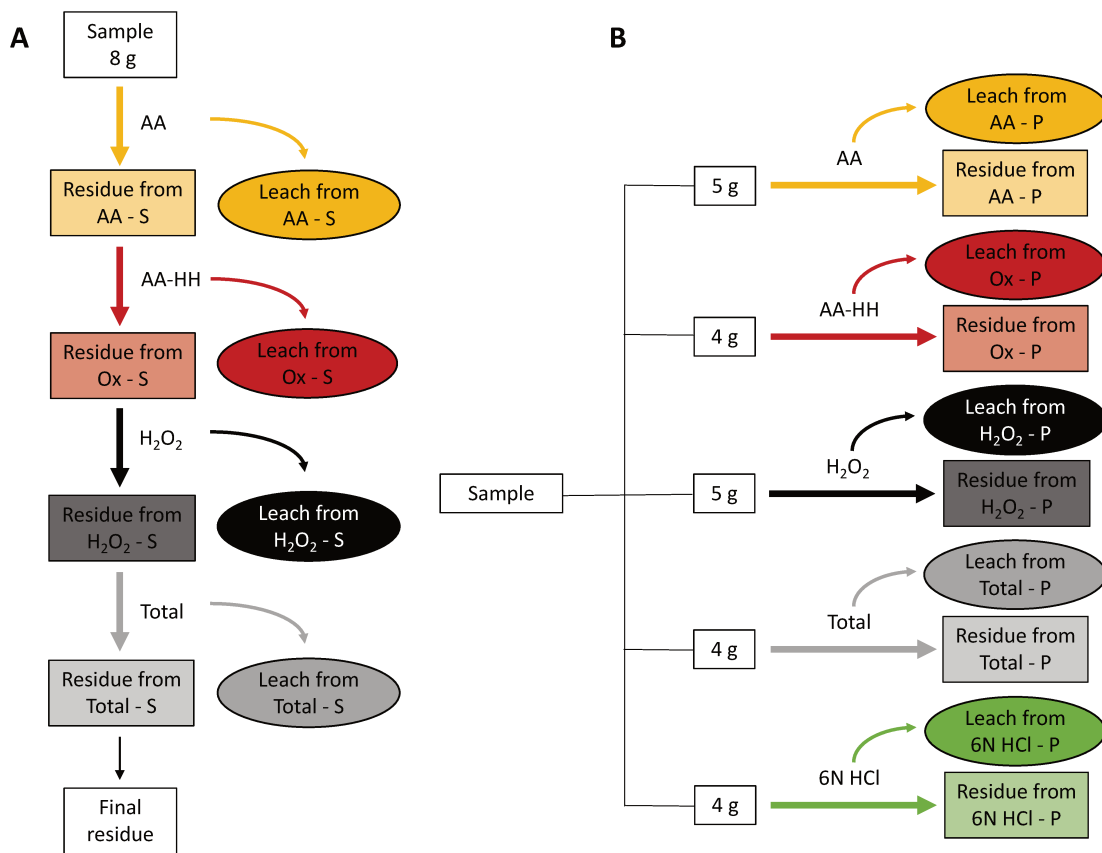 A
Sample
8 g
AA
Residue from
AA - S
Leach from
AA - S
AA-HH
Residue from
Ox - S
Leach from
Ox - S
H₂O₂
Residue from
H₂O₂ - S
Leach from
H₂O₂ - S
Total
Residue from
Total - S
Leach from
Total - S
Final
residue
B
Sample
5 g
AA
Leach from
AA - P
Residue from
AA - P
4 g
AA-HH
Leach from
Ox - P
Residue from
Ox - P
5 g
H₂O₂
Leach from
H₂O₂ - P
Residue from
H₂O₂ - P
4 g
Total
Leach from
Total - P
Residue from
Total - P
4 g
6N HCl
Leach from
6N HCl - P
Residue from
6N HCl - P